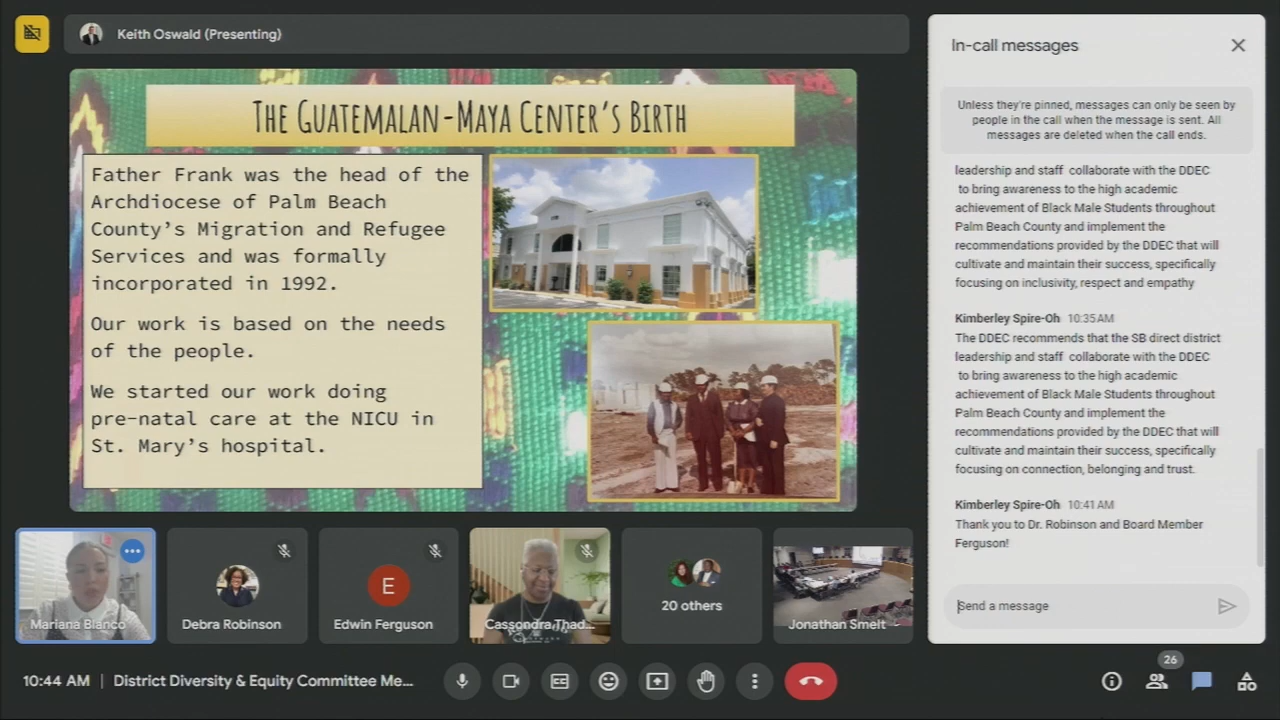 Keith Oswald (Presenting)
THE GUATEMALAN-MAYA CENTER'S BIRTH
Father Frank was the head of the
Archdiocese of Palm Beach
County's Migration and Refugee
Services and was formally
incorporated in 1992.
Our work is based on the needs
of the people.
We started our work doing
pre-natal care at the NICU in
St. Mary's hospital.
Mariana Blanco
Debra Robinson
E
Edwin Ferguson
Cassondra Thad...
20 others
Jonathan Smelt
10:44 AM | District Diversity & Equity Committee Me...
In-call messages
Unless they're pinned, messages can only be seen by
people in the call when the message is sent. All
messages are deleted when the call ends.
leadership and staff collaborate with the DDEC
to bring awareness to the high academic
achievement of Black Male Students throughout
Palm Beach County and implement the
recommendations provided by the DDEC that will
cultivate and maintain their success, specifically
focusing on inclusivity, respect and empathy
Kimberley Spire-Oh 10:35 AM
The DDEC recommends that the SB direct district
leadership and staff collaborate with the DDEC
to bring awareness to the high academic
achievement of Black Male Students throughout
Palm Beach County and implement the
recommendations provided by the DDEC that will
cultivate and maintain their success, specifically
focusing on connection, belonging and trust.
Kimberley Spire-Oh 10:41 AM
Thank you to Dr. Robinson and Board Member
Ferguson!
Send a message
26